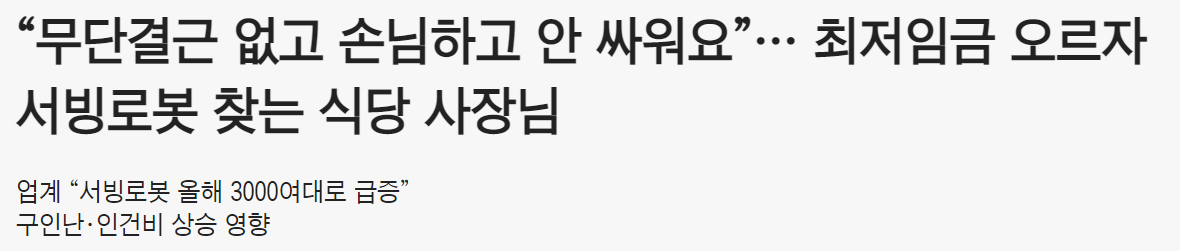 “무단결근 없고 손님하고 안 싸워요”… 최저임금 오르자
서빙로봇 찾는 식당 사장님
업계 “서빙로봇 올해 3000여대로 급증”
구인난·인건비 상승 영향